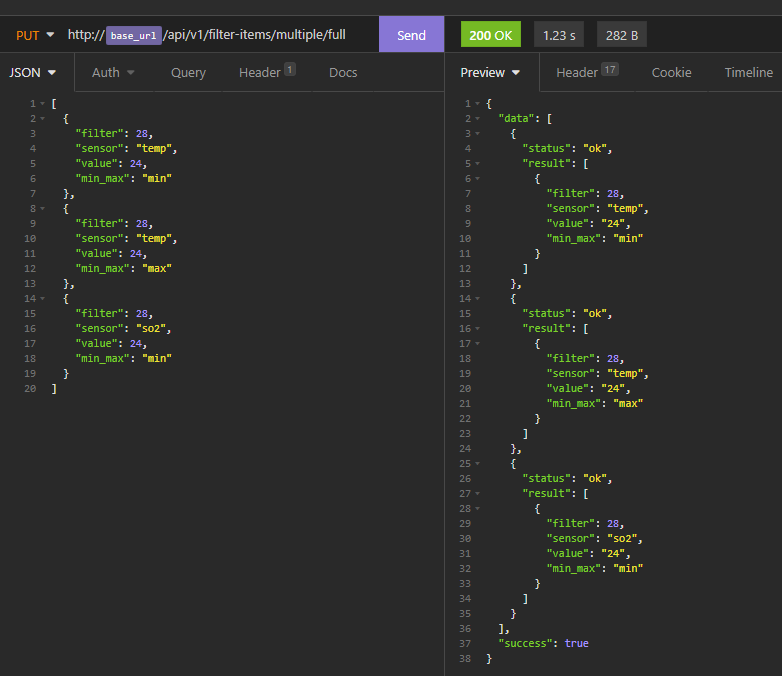 PUT http:// base_url /api/v1/filter-items/multiple/full Send 200 OK 1.23 s 282 B
JSON Auth Query Header 1 Docs Preview Header 17 Cookie Timeline
1 [
2 {
3 "filter": 28,
4 "sensor": "temp",
5 "value": 24,
6 "min_max": "min"
7 },
8 {
9 "filter": 28,
10 "sensor": "temp",
11 "value": 24,
12 "min_max": "max"
13 },
14 {
15 "filter": 28,
16 "sensor": "so2",
17 "value": 24,
18 "min_max": "min"
19 }
20 ]
1 {
2 "data": [
3 {
4 "status": "ok",
5 "result": [
6 {
7 "filter": 28,
8 "sensor": "temp",
9 "value": "24",
10 "min_max": "min"
11 }
12 ]
13 },
14 {
15 "status": "ok",
16 "result": [
17 {
18 "filter": 28,
19 "sensor": "temp",
20 "value": "24",
21 "min_max": "max"
22 }
23 ]
24 },
25 {
26 "status": "ok",
27 "result": [
28 {
29 "filter": 28,
30 "sensor": "so2",
31 "value": "24",
32 "min_max": "min"
33 }
34 ]
35 }
36 ],
37 "success": true
38 }